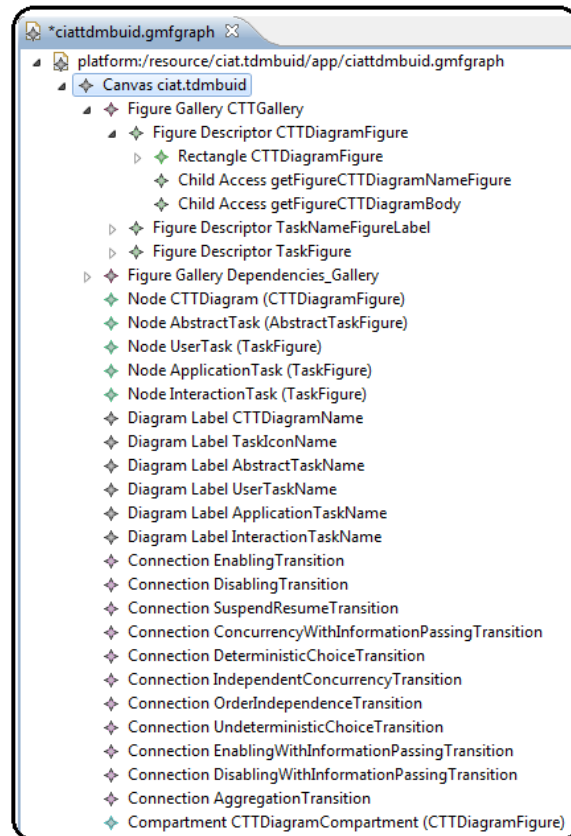 *ciattdmbuid.gmfgraph
platform:/resource/ciat.tdmbuid/app/ciattdmbuid.gmfgraph
Canvas ciat.tdmbuid
Figure Gallery CTTGallery
Figure Descriptor CTTDiagramFigure
Rectangle CTTDiagramFigure
Child Access getFigureCTTDiagramNameFigure
Child Access getFigureCTTDiagramBody
Figure Descriptor TaskNameFigureLabel
Figure Descriptor TaskFigure
Figure Gallery Dependencies_Gallery
Node CTTDiagram (CTTDiagramFigure)
Node AbstractTask (AbstractTaskFigure)
Node UserTask (TaskFigure)
Node ApplicationTask (TaskFigure)
Node InteractionTask (TaskFigure)
Diagram Label CTTDiagramName
Diagram Label TaskIconName
Diagram Label AbstractTaskName
Diagram Label UserTaskName
Diagram Label ApplicationTaskName
Diagram Label InteractionTaskName
Connection EnablingTransition
Connection DisablingTransition
Connection SuspendResumeTransition
Connection ConcurrencyWithInformationPassingTransition
Connection DeterministicChoiceTransition
Connection IndependentConcurrencyTransition
Connection OrderIndependenceTransition
Connection UndeterministicChoiceTransition
Connection EnablingWithInformationPassingTransition
Connection DisablingWithInformationPassingTransition
Connection AggregationTransition
Compartment CTTDiagramCompartment (CTTDiagramFigure)